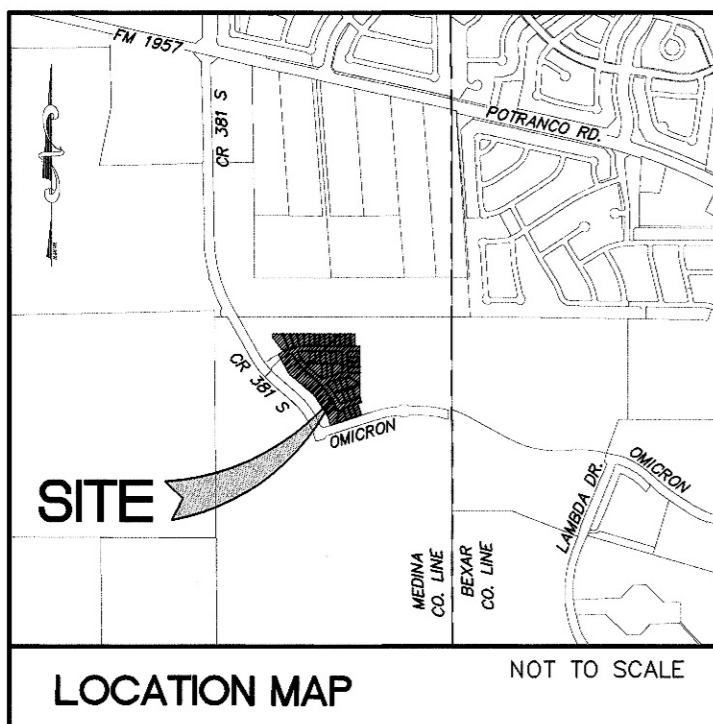 FM 1957
CR 381 S
POTRANCO RD.
CR 381 S
OMICRON
SITE
OMICRON
LAMBDA DR.
MEDINA
CO. LINE
BEXAR
CO. LINE
LOCATION MAP
NOT TO SCALE